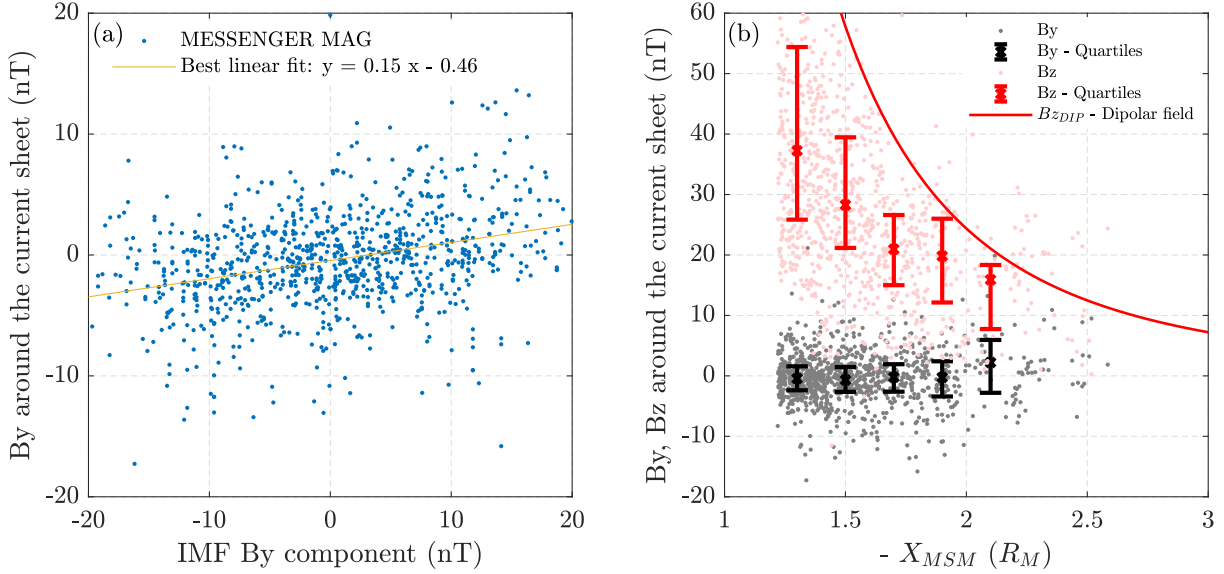 (a)
MESSENGER MAG
Best linear fit: y = 0.15 x - 0.46
By around the current sheet (nT)
20
10
0
-10
-20
-20
-10
0
10
20
IMF By component (nT)
(b)
By
By - Quartiles
Bz
Bz - Quartiles
Bz_DIP - Dipolar field
By, Bz around the current sheet (nT)
60
50
40
30
20
10
0
-10
-20
1
1.5
2
2.5
3
- X_MSM (R_M)